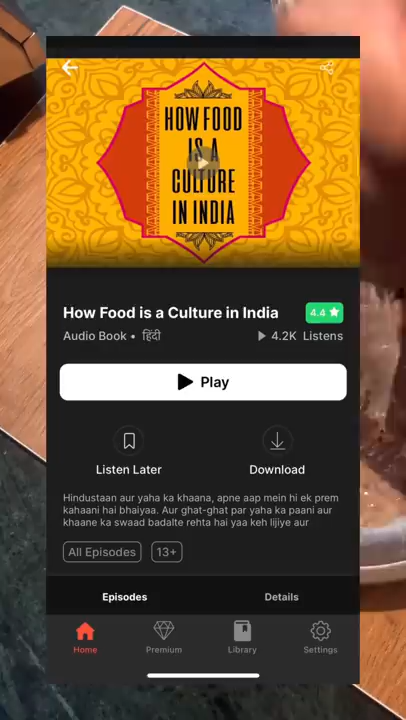 HOW FOOD
IS A
CULTURE
IN INDIA
How Food is a Culture in India
4.4
Audio Book • हिंदी
4.2K Listens
Play
Listen Later
Download
Hindustaan aur yaha ka khaana, apne aap mein hi ek prem
kahaani hai bhaiyaa. Aur ghat-ghat par yaha ka paani aur
khaane ka swaad badalte rehta hai yaa keh lijiye aur
All Episodes
13+
Episodes
Details
Home
Premium
Library
Settings